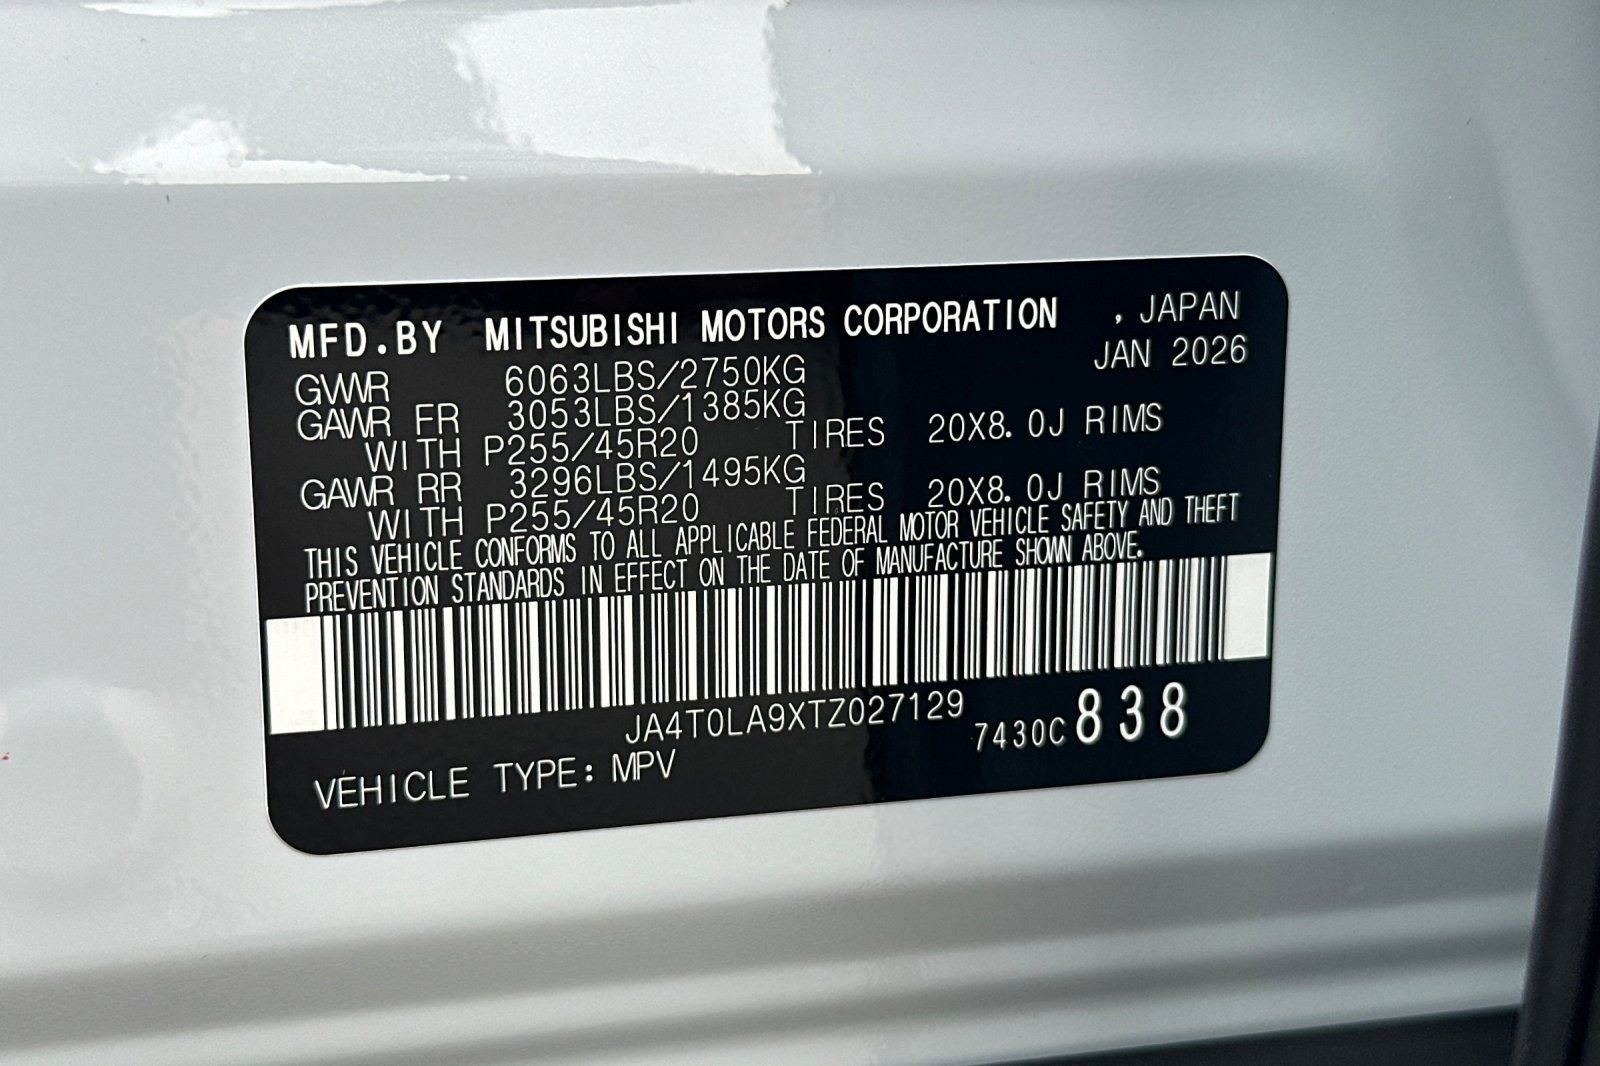 MFD.BY MITSUBISHI MOTORS CORPORATION , JAPAN
JAN 2026
GVWR 6063LBS/2750KG
GAWR FR 3053LBS/1385KG
WITH P255/45R20 TIRES 20X8.0J RIMS
GAWR RR 3296LBS/1495KG
WITH P255/45R20 TIRES 20X8.0J RIMS
THIS VEHICLE CONFORMS TO ALL APPLICABLE FEDERAL MOTOR VEHICLE SAFETY AND THEFT
PREVENTION STANDARDS IN EFFECT ON THE DATE OF MANUFACTURE SHOWN ABOVE.
JA4T0LA9XTZ027129
7430C 838
VEHICLE TYPE: MPV